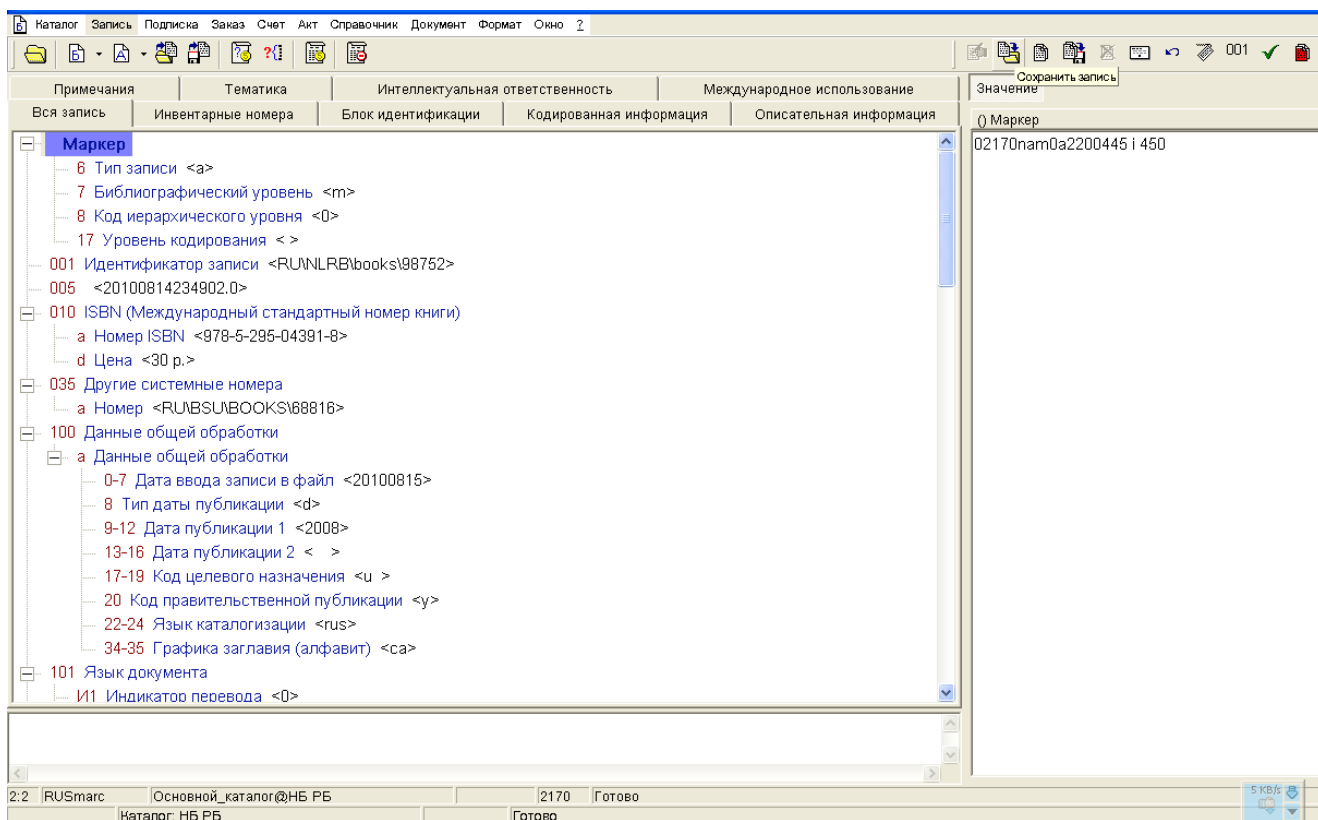 Б Каталог Запись Подписка Заказ Счет Акт Справочник Документ Формат Окно ?
Б А ?{} 001
Сохранить запись
Примечания Тематика Интеллектуальная ответственность Международное использование
Вся запись Инвентарные номера Блок идентификации Кодированная информация Описательная информация
Значение
() Маркер
02170nam0a2200445 i 450
Маркер
6 Тип записи <a>
7 Библиографический уровень <m>
8 Код иерархического уровня <0>
17 Уровень кодирования < >
001 Идентификатор записи <RU\NLRB\books\98752>
005 <20100814234902.0>
010 ISBN (Международный стандартный номер книги)
a Номер ISBN <978-5-295-04391-8>
d Цена <30 р.>
035 Другие системные номера
a Номер <RU\BSU\BOOKS\68816>
100 Данные общей обработки
a Данные общей обработки
0-7 Дата ввода записи в файл <20100815>
8 Тип даты публикации <d>
9-12 Дата публикации 1 <2008>
13-16 Дата публикации 2 < >
17-19 Код целевого назначения <u >
20 Код правительственной публикации <y>
22-24 Язык каталогизации <rus>
34-35 Графика заглавия (алфавит) <ca>
101 Язык документа
И1 Индикатор перевода <0>
2:2 RUSmarc Основной_каталог@НБ РБ 2170 Готово
5 KB/s
Каталог: НБ РБ Готово